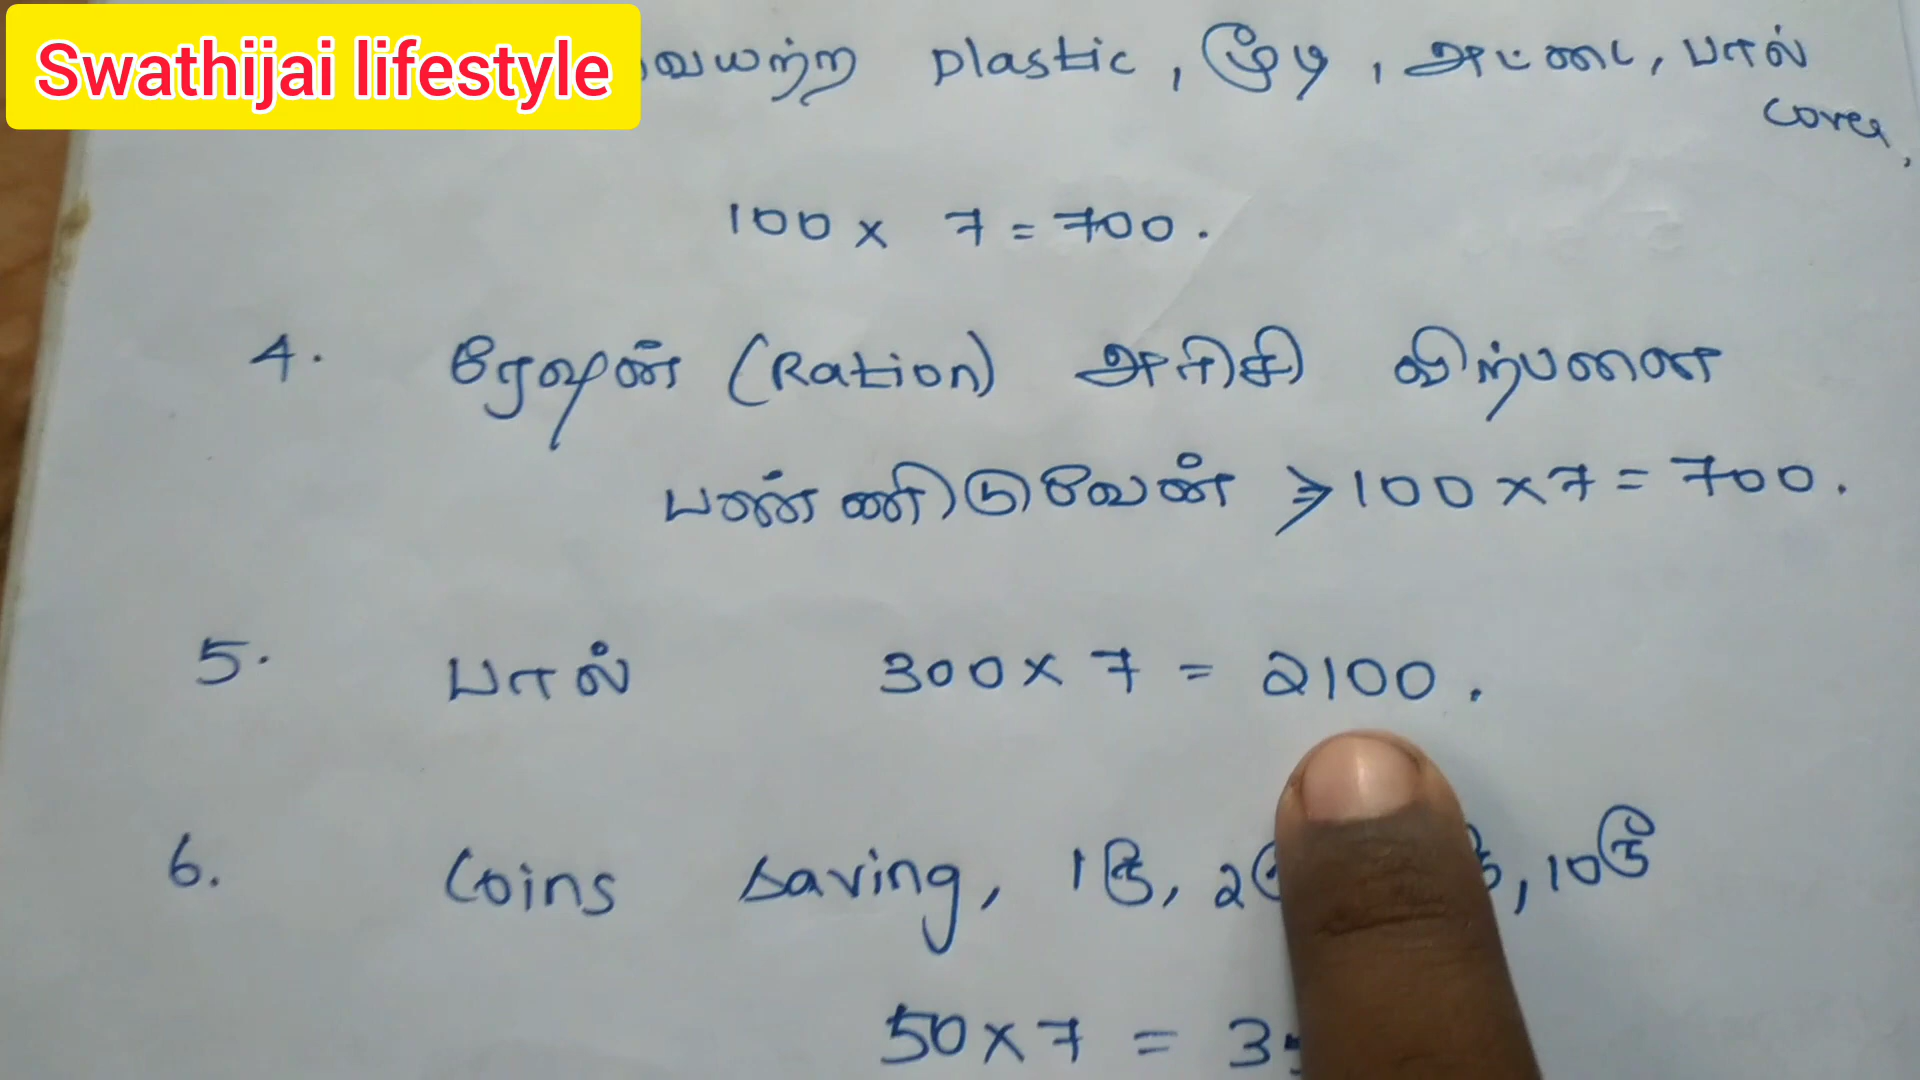 Swathijai lifestyle
plastic, மூடி, அட்டை, பால்
cover,
100 x 7 = 700.
4. ரேஷன் (Ration) அரிசி விற்பனை
பண்ணிடுவேன் => 100 x 7 = 700.
5. பால் 300 x 7 = 2100.
6. Coins saving, 1ரூ, 2 , 10ரூ
50 x 7 = 3